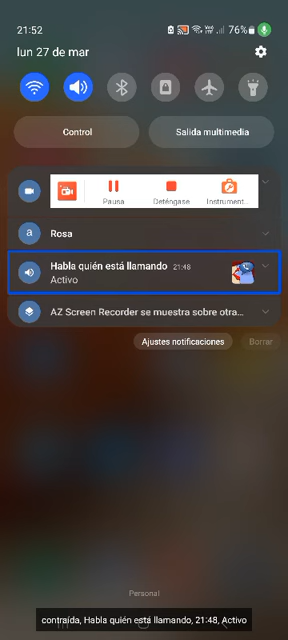 21:52
76%
lun 27 de mar
Control
Salida multimedia
Pausa
Deténgase
Instrument...
a
Rosa
Habla quién está llamando 21:48
Activo
AZ Screen Recorder se muestra sobre otra...
Ajustes notificaciones
Borrar
Personal
contraída, Habla quién está llamando, 21:48, Activo